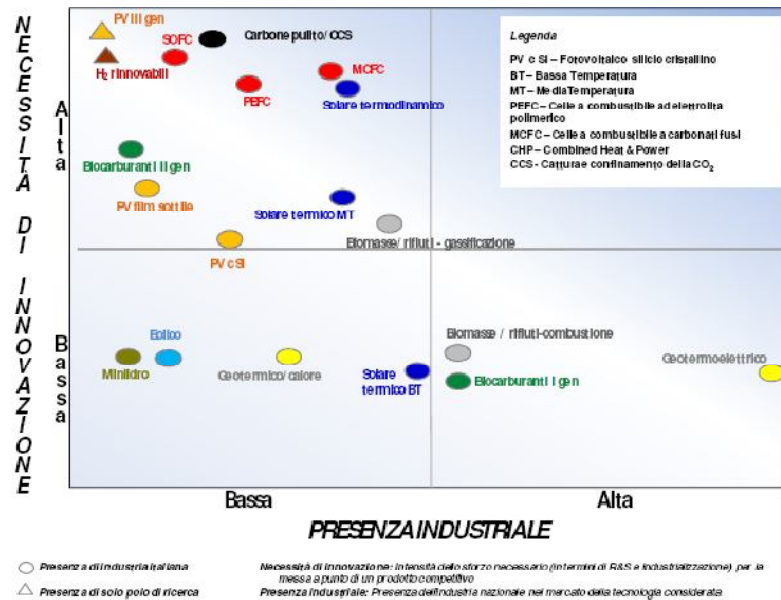 NECESSITÀ DI INNOVAZIONE
Alta
Bassa
PV III gen
SOFC
Carbone pulito/CCS
H₂ rinnovabili
MCFC
PEFC
Solare termodinamico
Biocarburanti II gen
PV film sottile
Solare termico MT
Biomasse/rifiuti - gassificazione
PV cSi
Eolico
Miniidro
Geotermico/calore
Solare
termico BT
Biomasse / rifiuti-combustione
Biocarburanti I gen
Geotermoelettrico
Legenda
PV c Si – Fotovoltaico silicio cristallino
BT – Bassa Temperatura
MT – Media Temperatura
PEFC – Celle a combustibile ad elettrolita
polimerico
MCFC – Celle a combustibile a carbonati fusi
CHP – Combined Heat & Power
CCS - Cattura e confinamento della CO₂
Bassa
Alta
PRESENZA INDUSTRIALE
Presenza di industria italiana
Presenza di solo polo di ricerca
Necessità di innovazione: Intensità dello sforzo necessario (in termini di R&S e industrializzazione) per la
messa a punto di un prodotto competitivo
Presenza industriale: Presenza dell'industria nazionale nel mercato della tecnologia considerata